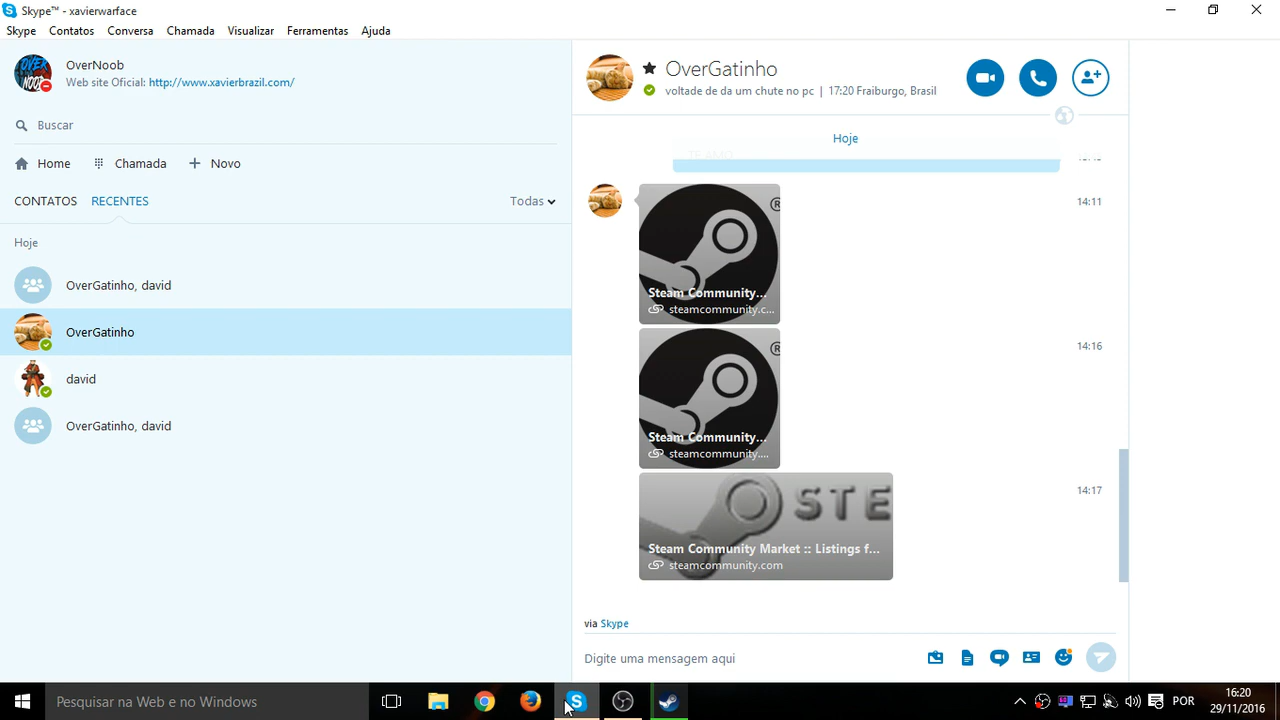 Skype™ - xavierwarface
Skype Contatos Conversa Chamada Visualizar Ferramentas Ajuda
OverNoob
Web site Oficial: http://www.xavierbrazil.com/
Buscar
Home Chamada Novo
CONTATOS RECENTES Todas
Hoje
OverGatinho, david
OverGatinho
david
OverGatinho, david
OverGatinho
voltade de da um chute no pc | 17:20 Fraiburgo, Brasil
Hoje
TE AMO
14:11
Steam Community...
steamcommunity.c...
14:16
Steam Community...
steamcommunity....
14:17
STE
Steam Community Market :: Listings f...
steamcommunity.com
via Skype
Digite uma mensagem aqui
Pesquisar na Web e no Windows
POR
16:20
29/11/2016